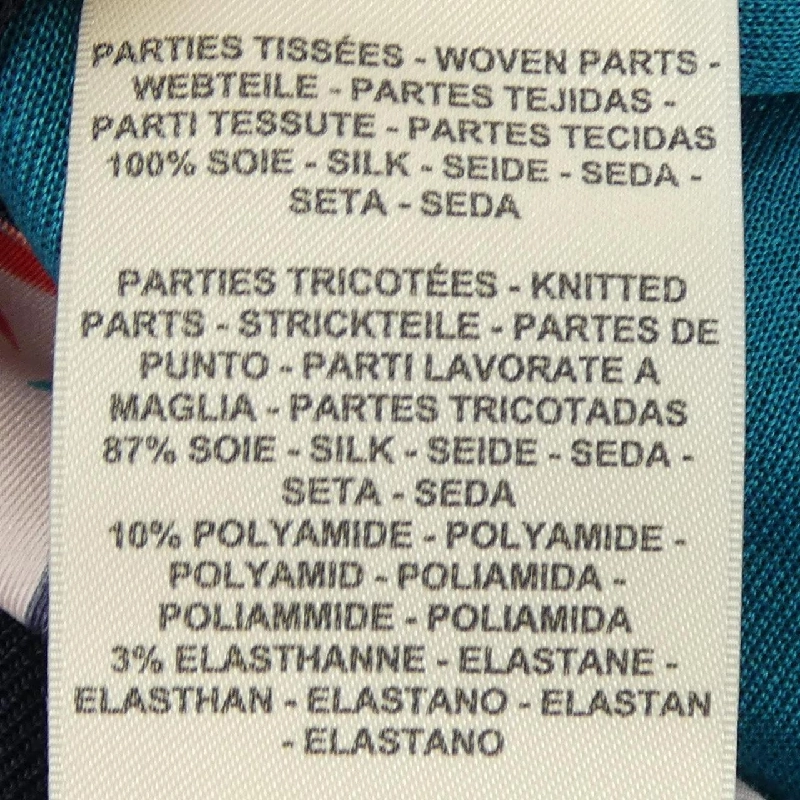 PARTIES TISSÉES - WOVEN PARTS -
WEBTEILE - PARTES TEJIDAS -
PARTI TESSUTE - PARTES TECIDAS
100% SOIE - SILK - SEIDE - SEDA -
SETA - SEDA
PARTIES TRICOTÉES - KNITTED
PARTS - STRICKTEILE - PARTES DE
PUNTO - PARTI LAVORATE A
MAGLIA - PARTES TRICOTADAS
87% SOIE - SILK - SEIDE - SEDA -
SETA - SEDA
10% POLYAMIDE - POLYAMIDE -
POLYAMID - POLIAMIDA -
POLIAMMIDE - POLIAMIDA
3% ELASTHANNE - ELASTANE -
ELASTHAN - ELASTANO - ELASTAN
- ELASTANO